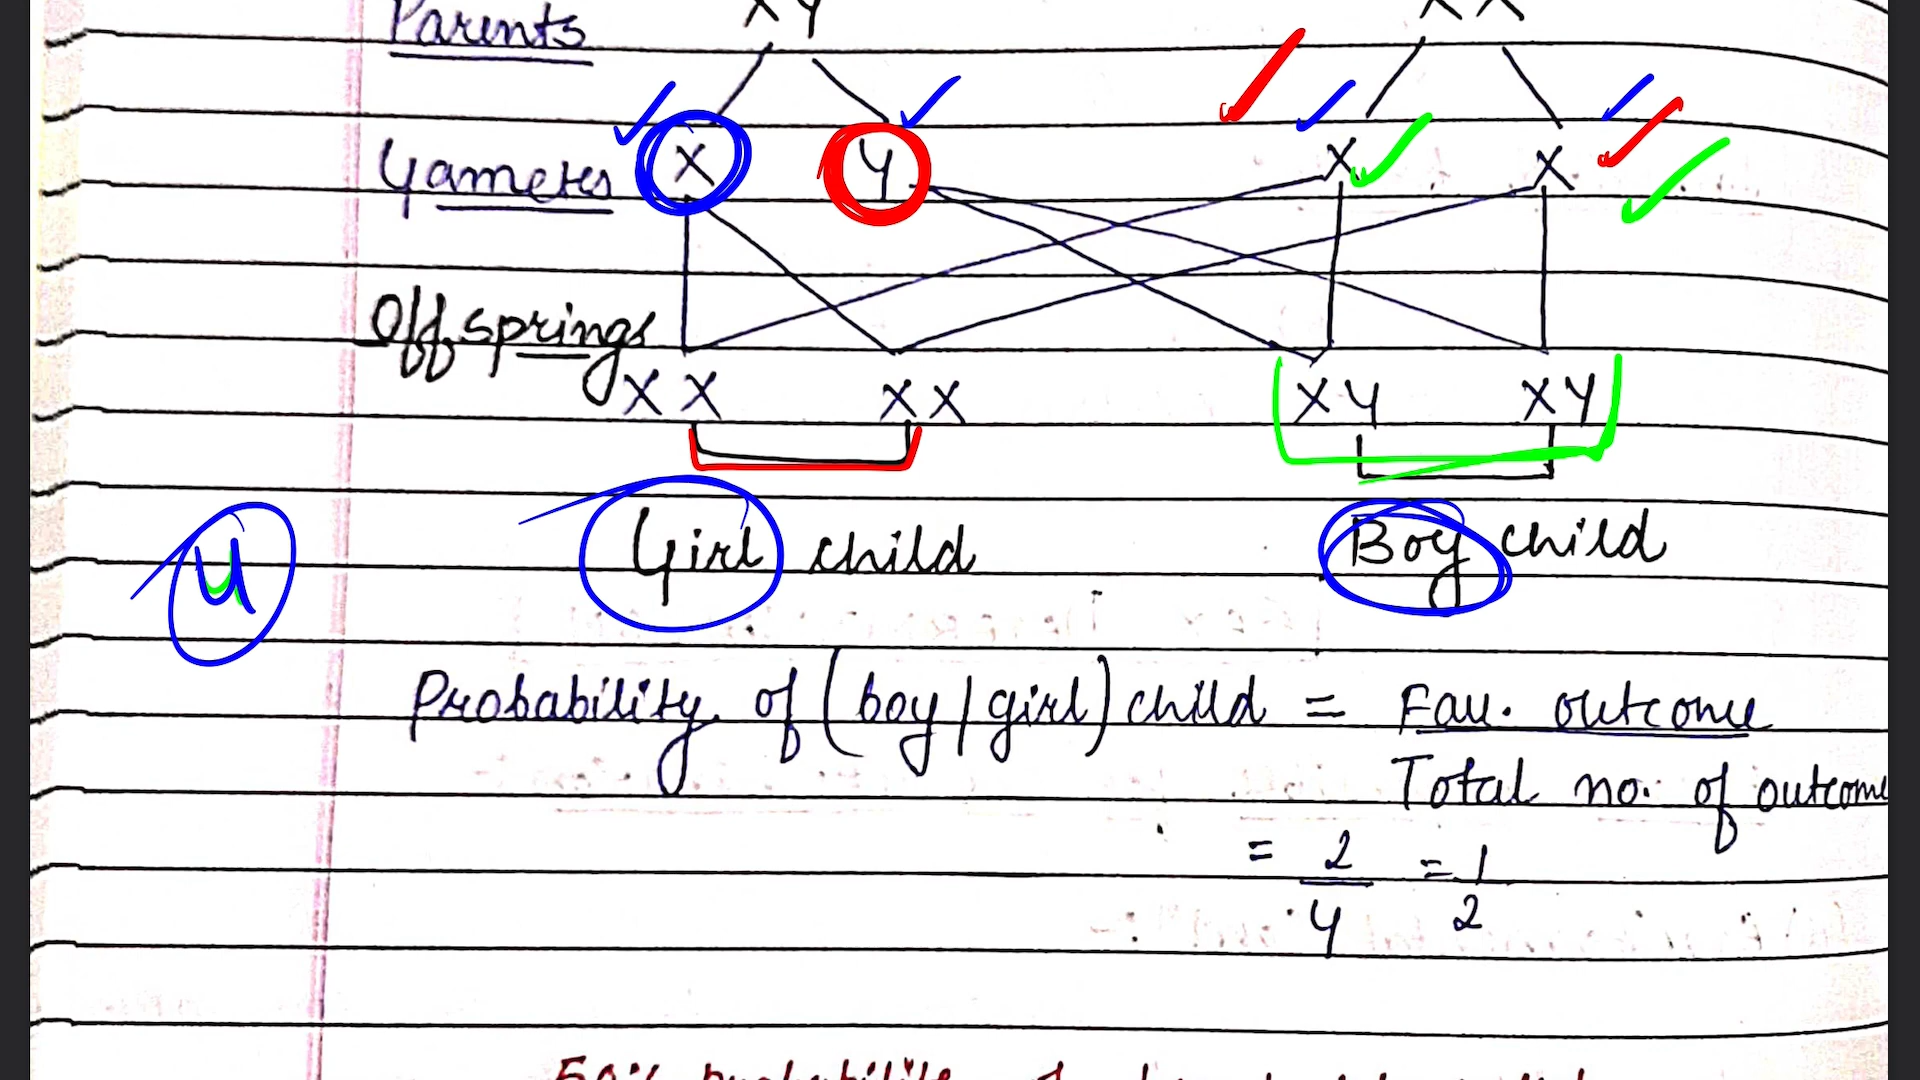 Parents XY XX
Gametes X Y X X
Offsprings
XX XX XY XY
4 Girl child Boy child
Probability of (boy/girl) child = Fav. outcome
Total no. of outcome
= 2/4 = 1/2